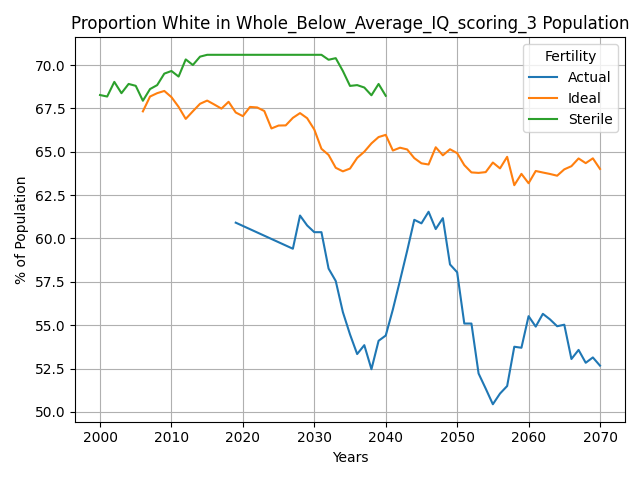 Proportion White in Whole_Below_Average_IQ_scoring_3 Population
% of Population
70.0
67.5
65.0
62.5
60.0
57.5
55.0
52.5
50.0
Fertility
Actual
Ideal
Sterile
2000 2010 2020 2030 2040 2050 2060 2070
Years